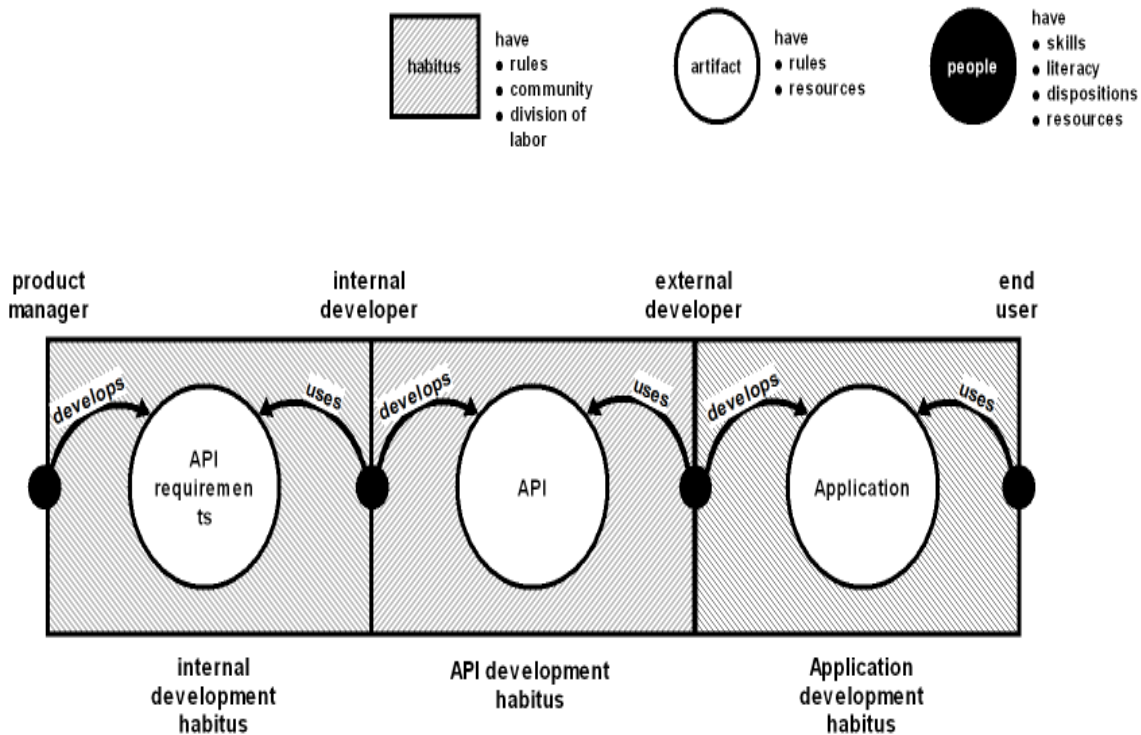 habitus
have
● rules
● community
● division of
labor
artifact
have
● rules
● resources
people
have
● skills
● literacy
● dispositions
● resources
product
manager
internal
developer
external
developer
end
user
develops
uses
develops
uses
develops
uses
API
requiremen
ts
API
Application
internal
development
habitus
API development
habitus
Application
development
habitus